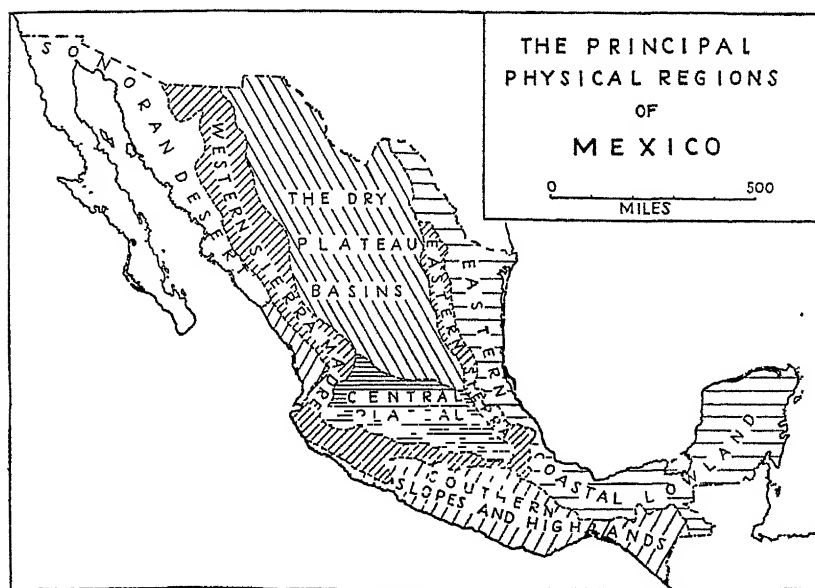 THE PRINCIPAL
PHYSICAL REGIONS
OF
MEXICO
0 500
MILES
SONORAN DESERT
WESTERN SIERRA MADRE
THE DRY
PLATEAU
BASINS
EASTERN SIERRA
EASTERN
COASTAL LOWLAND
CENTRAL
PLATEAU
SOUTHERN
SLOPES AND HIGHLANDS